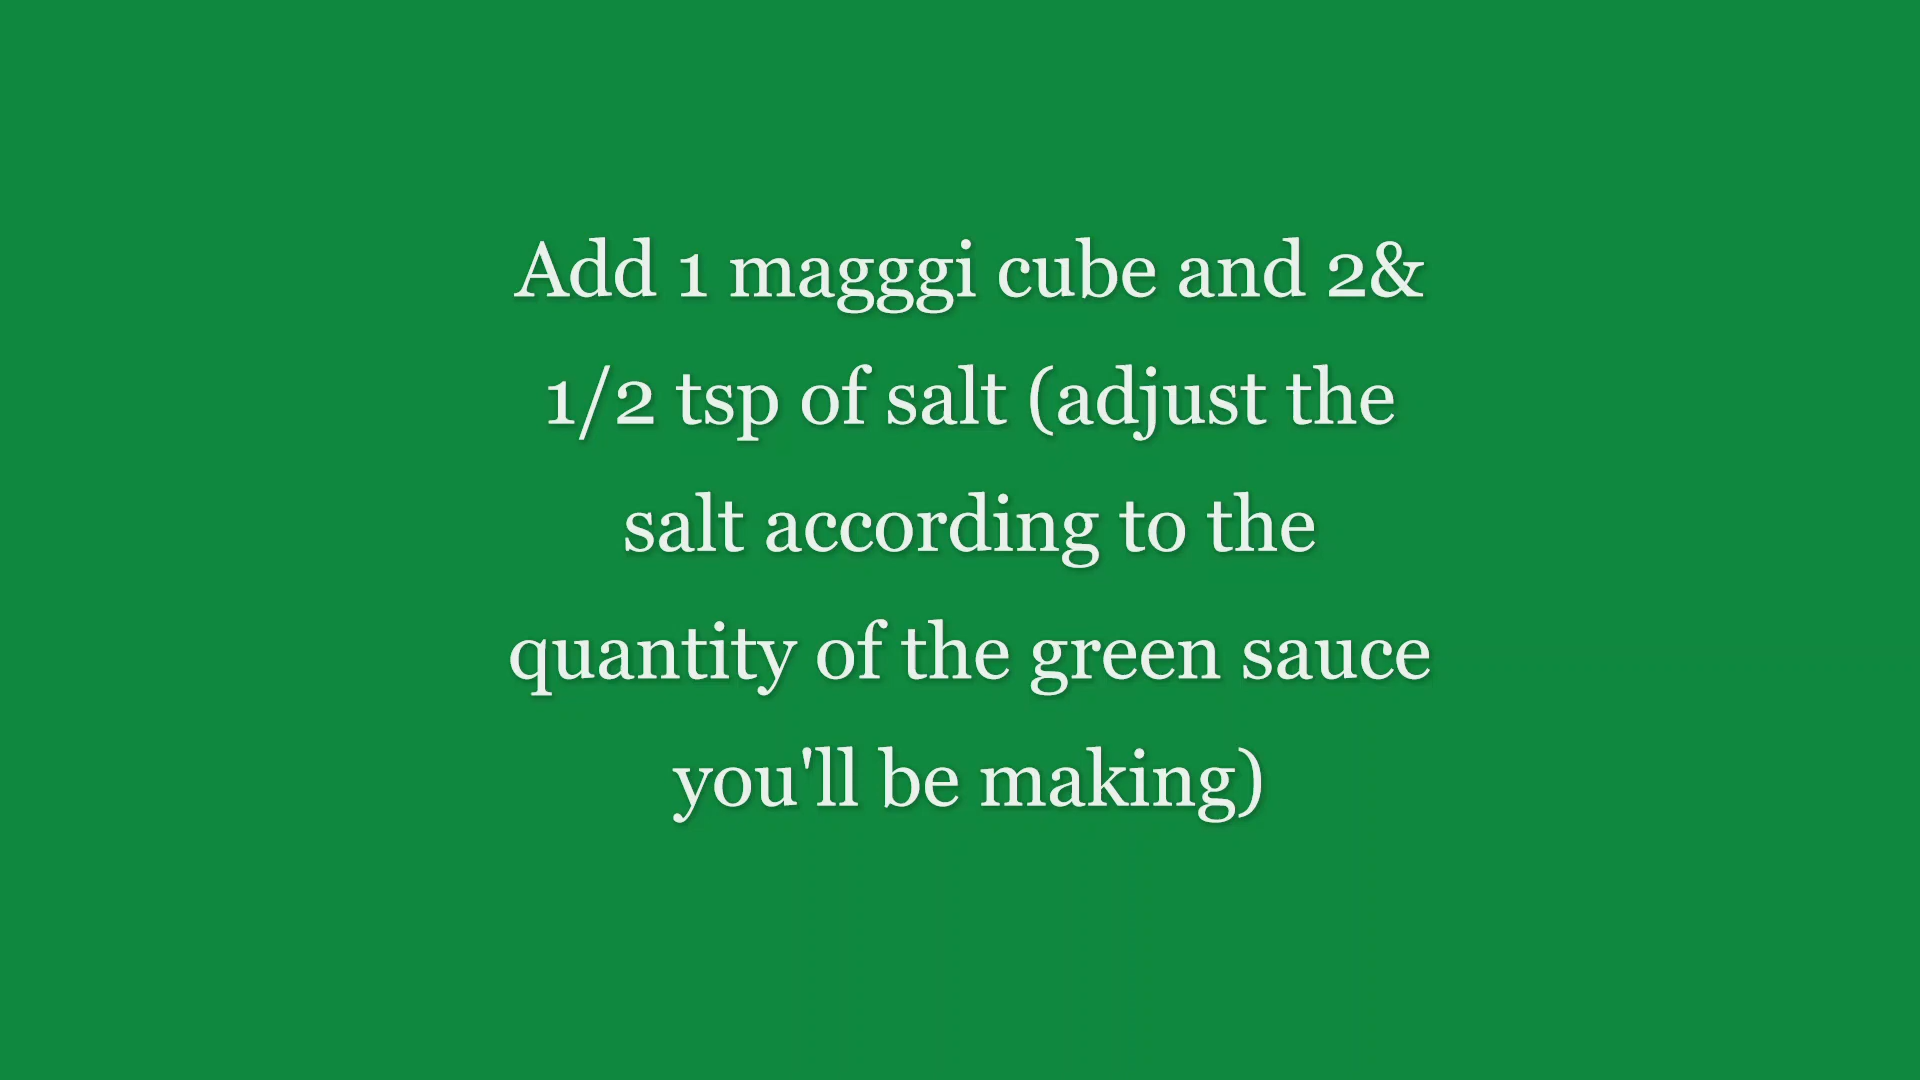 Add 1 magggi cube and 2&
1/2 tsp of salt (adjust the
salt according to the
quantity of the green sauce
you'll be making)